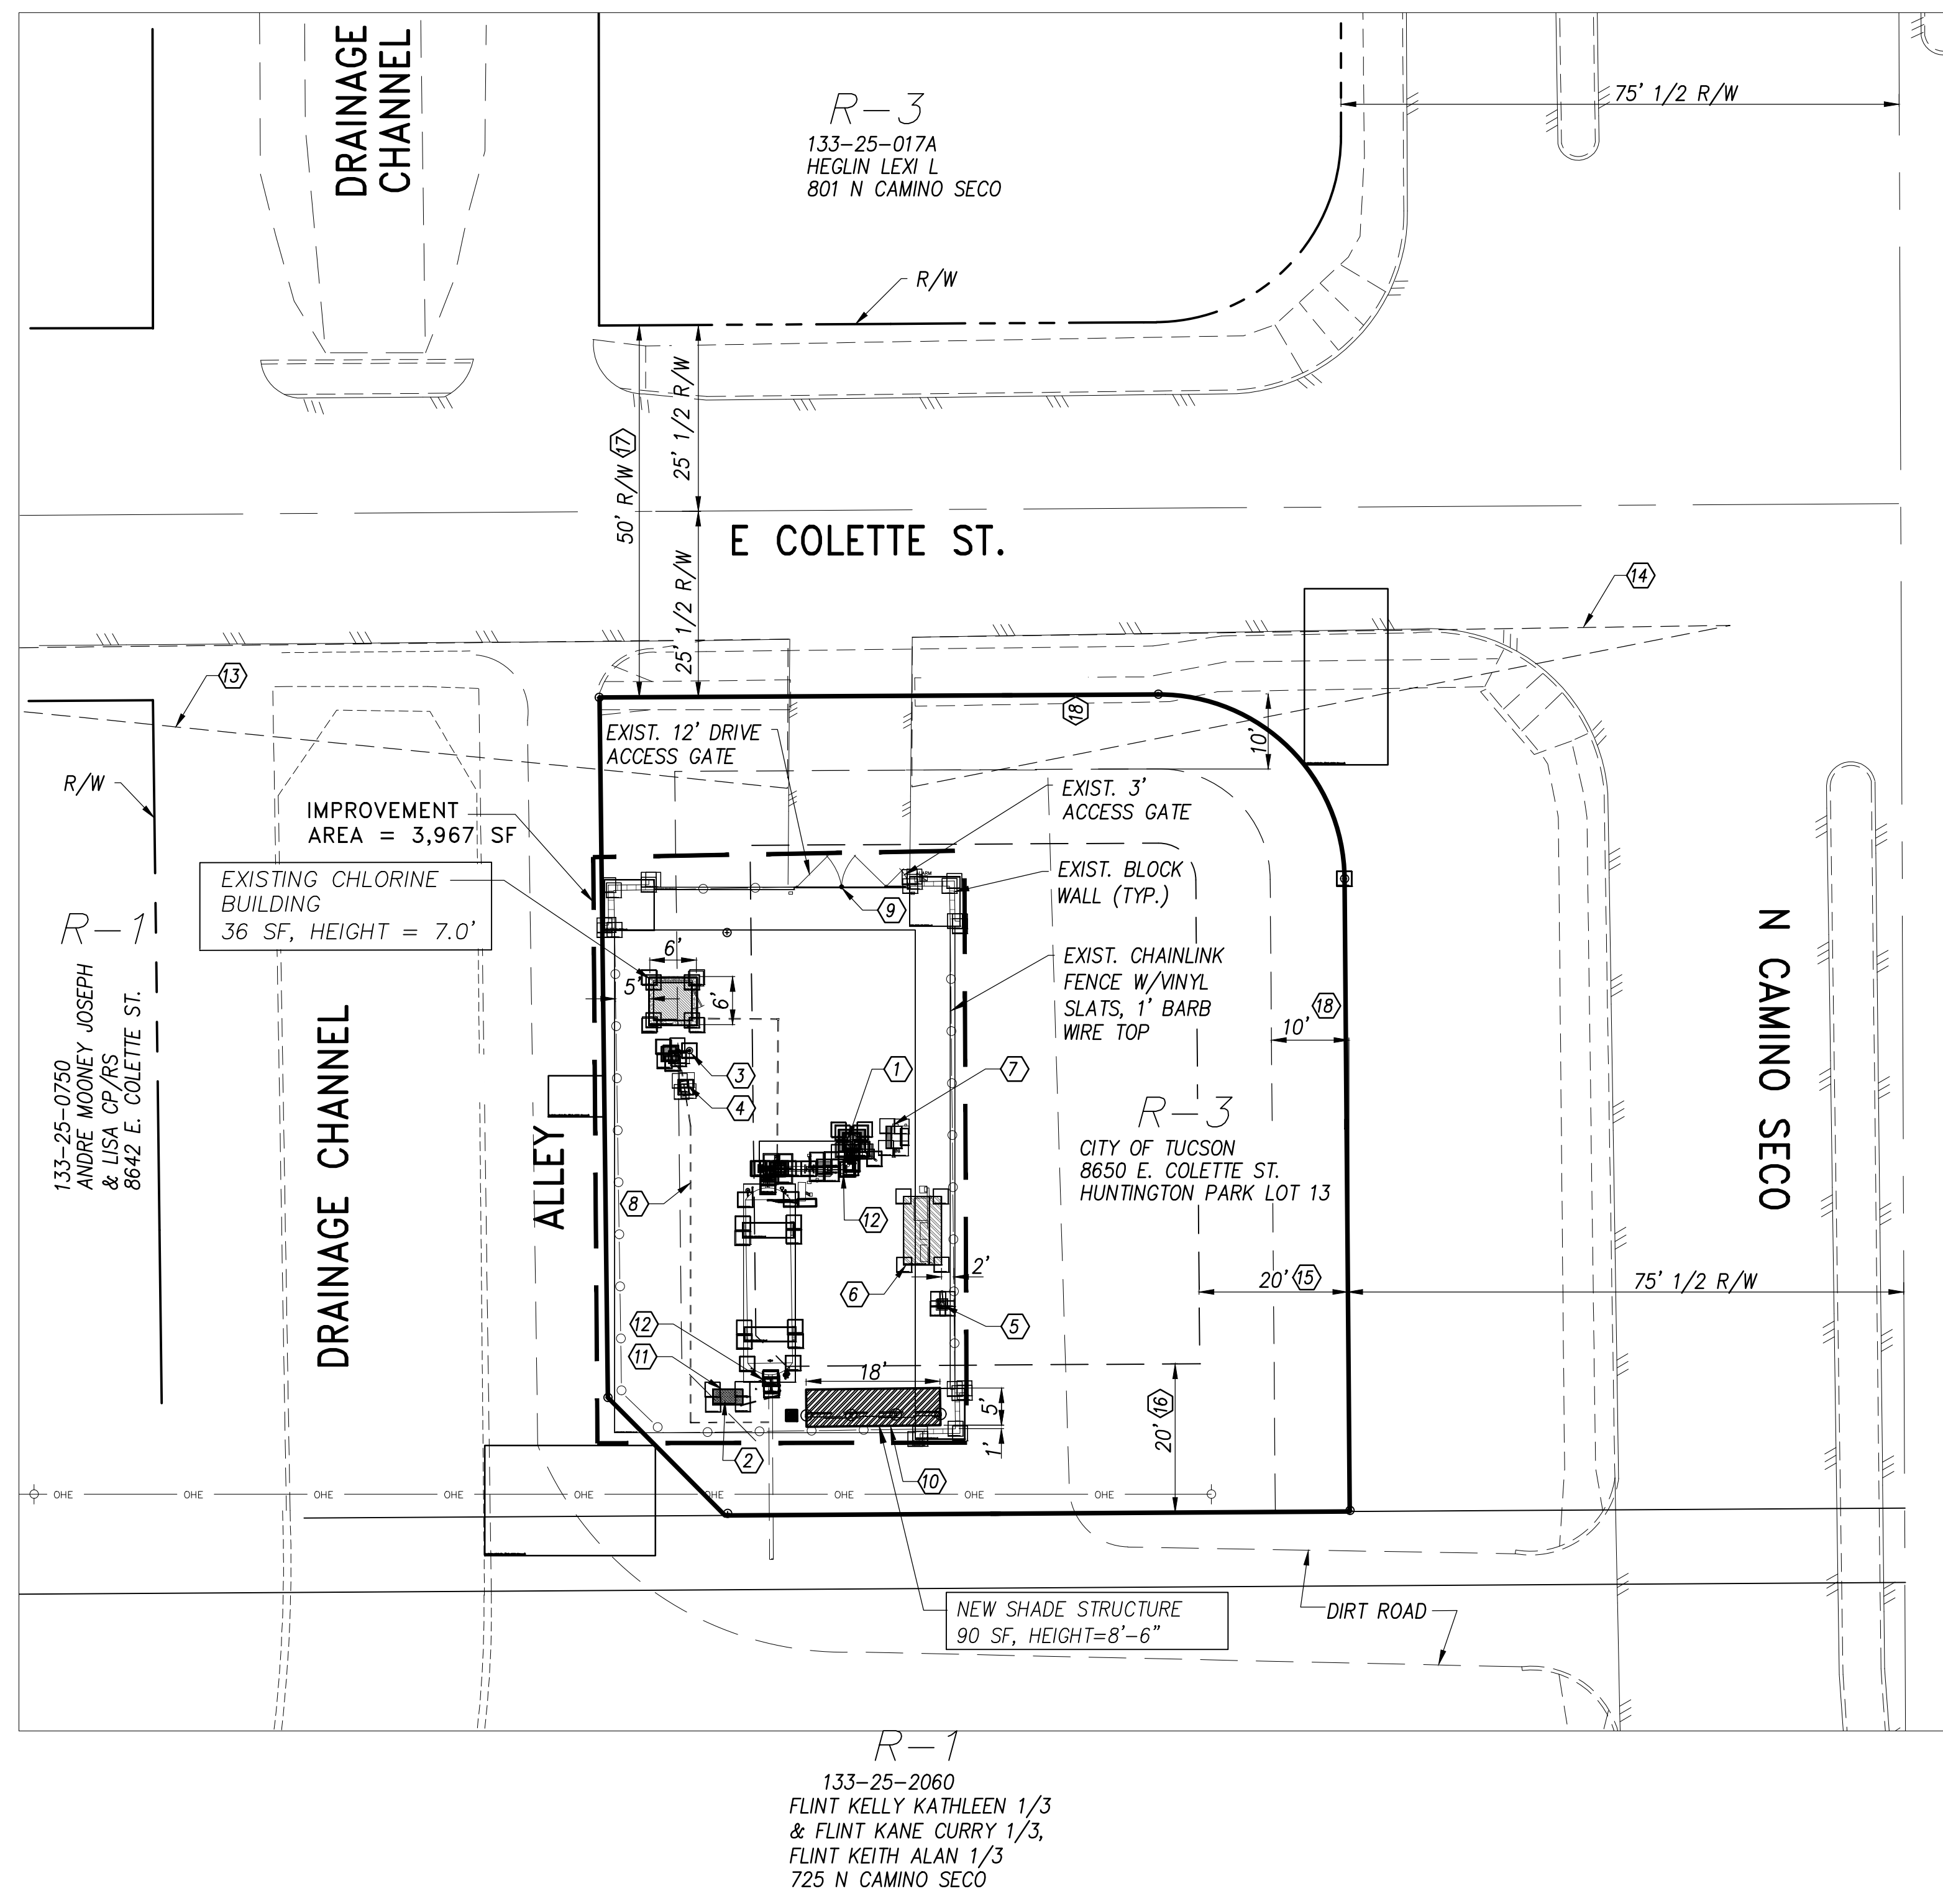 DRAINAGE
CHANNEL
R-3
133-25-017A
HEGLIN LEXI L
801 N CAMINO SECO
75' 1/2 R/W
R/W
50' R/W 17
25' 1/2 R/W
E COLETTE ST.
25' 1/2 R/W
14
13
18
10'
EXIST. 12' DRIVE
ACCESS GATE
R/W
IMPROVEMENT
AREA = 3,967 SF
EXIST. 3'
ACCESS GATE
EXISTING CHLORINE
BUILDING
36 SF, HEIGHT = 7.0'
EXIST. BLOCK
WALL (TYP.)
9
R-1
133-25-0750
ANDRE MOONEY JOSEPH
& LISA CP/RS
8642 E. COLETTE ST.
6'
5'
6'
EXIST. CHAINLINK
FENCE W/VINYL
SLATS, 1' BARB
WIRE TOP
18
10'
N CAMINO SECO
DRAINAGE CHANNEL
ALLEY
3
4
1
7
R-3
CITY OF TUCSON
8650 E. COLETTE ST.
HUNTINGTON PARK LOT 13
8
12
2'
6
5
20' 15
75' 1/2 R/W
12
11
18'
5'
1'
20' 16
2
10
OHE
OHE
OHE
OHE
OHE
OHE
OHE
OHE
OHE
NEW SHADE STRUCTURE
90 SF, HEIGHT=8'-6"
DIRT ROAD
R-1
133-25-2060
FLINT KELLY KATHLEEN 1/3
& FLINT KANE CURRY 1/3,
FLINT KEITH ALAN 1/3
725 N CAMINO SECO